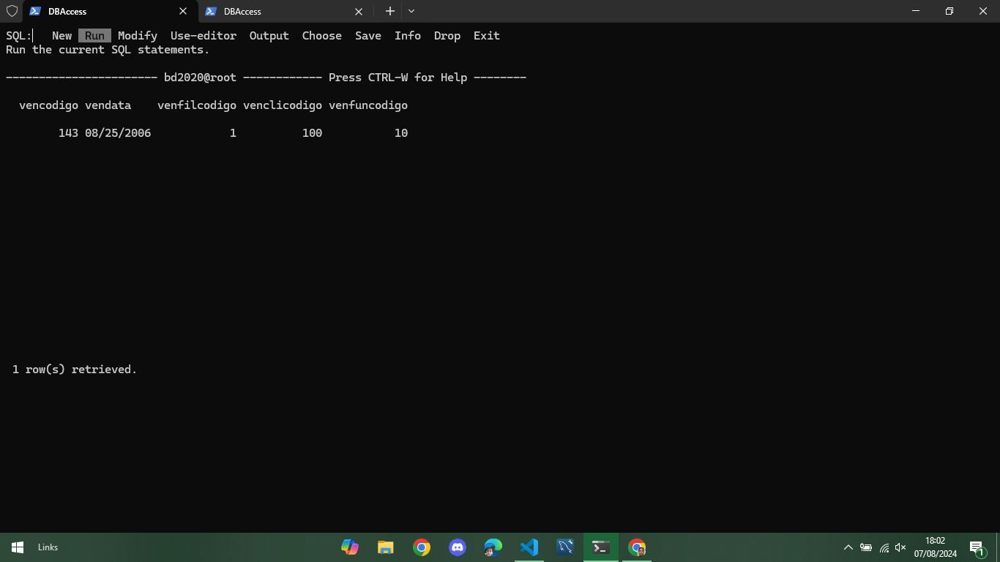 DBAccess DBAccess
SQL: New Run Modify Use-editor Output Choose Save Info Drop Exit
Run the current SQL statements.
----------------------- bd2020@root ------------ Press CTRL-W for Help --------
vencodigo vendata venfilcodigo venclicodigo venfuncodigo
143 08/25/2006 1 100 10
1 row(s) retrieved.
Links
18:02
07/08/2024
1